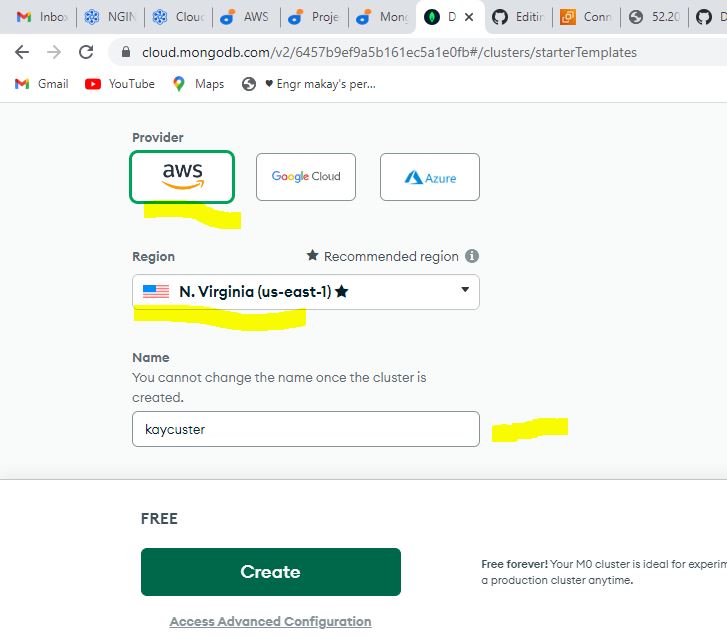 Inbo
NGIN
Clou
AWS
Proje
Mong
D
Editin
Conn
52.20
D
cloud.mongodb.com/v2/6457b9ef9a5b161ec5a1e0fb#/clusters/starterTemplates
Gmail
YouTube
Maps
♥ Engr makay's per...
Provider
aws
Google Cloud
Azure
Region
★ Recommended region
N. Virginia (us-east-1) ★
Name
You cannot change the name once the cluster is
created.
kaycuster
FREE
Create
Free forever! Your M0 cluster is ideal for experim
a production cluster anytime.
Access Advanced Configuration